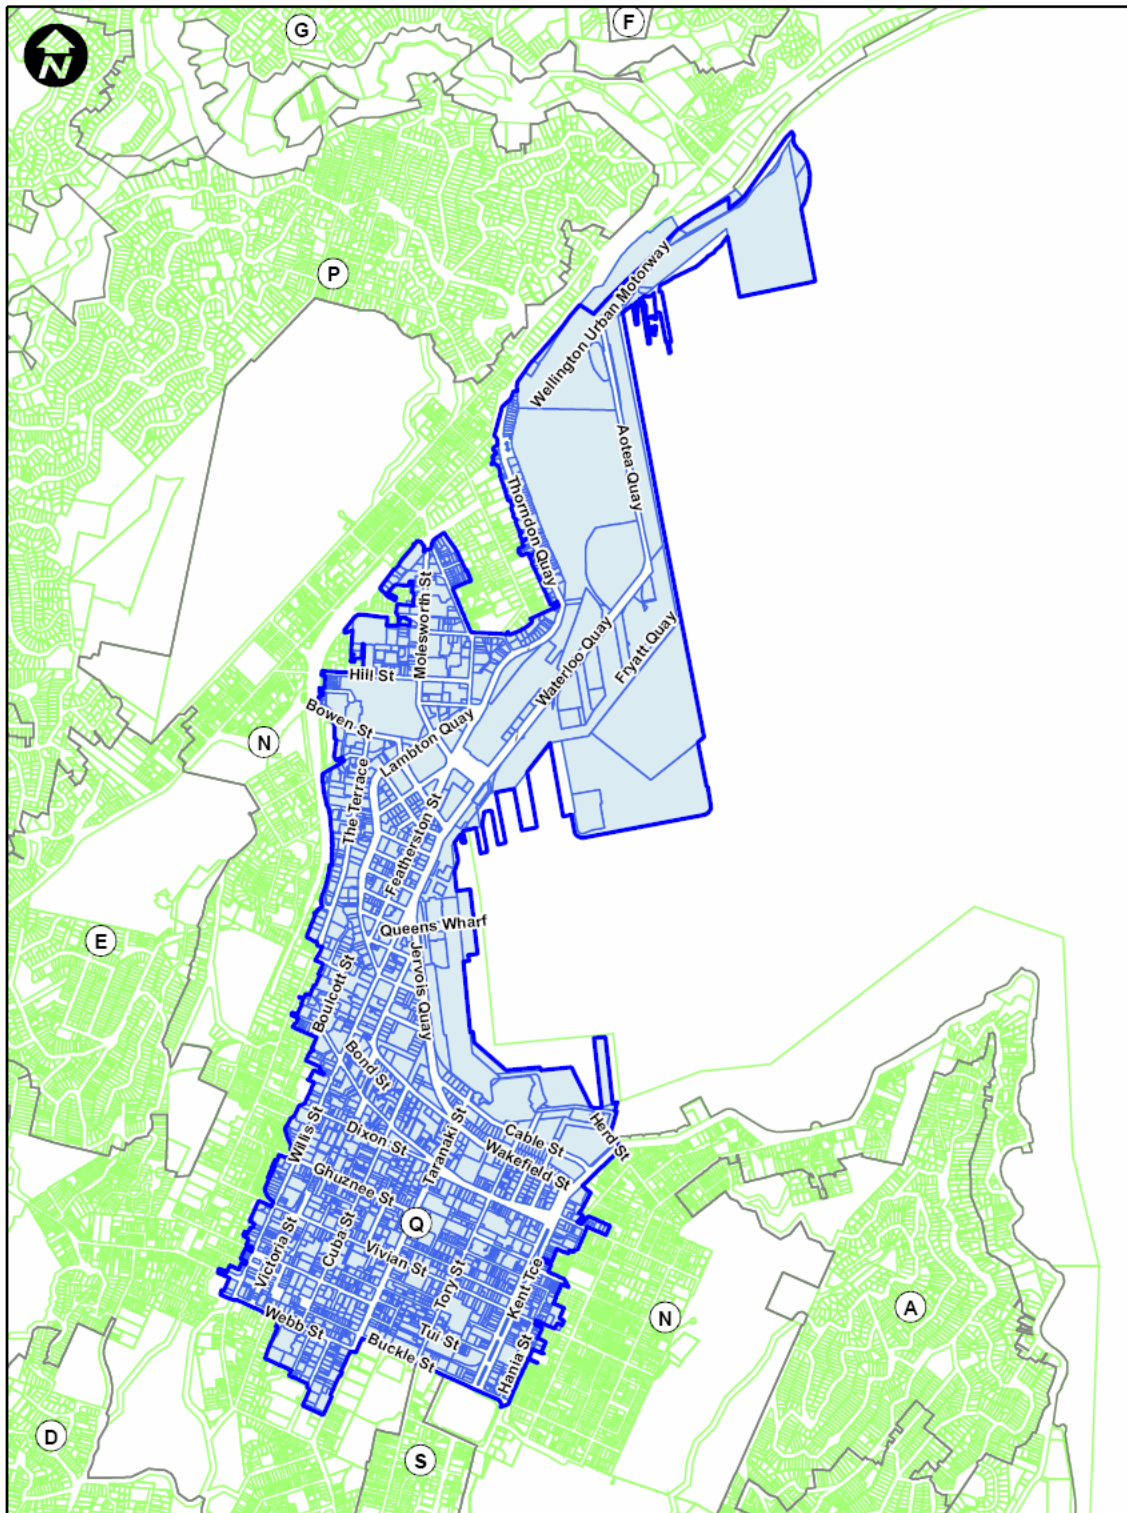 G
F
N
P
Wellington Urban Motorway
Aotea Quay
Thorndon Quay
Molesworth St
Waterloo Quay
Fryatt Quay
Hill St
Bowen St
Lambton Quay
N
The Terrace
Featherston St
Queens Wharf
E
Jervois Quay
Boulcott St
Bond St
Willis St
Dixon St
Taranaki St
Cable St
Herd St
Wakefield St
Ghuznee St
Q
Victoria St
Cuba St
Vivian St
Tory St
Kent Tce
N
A
Webb St
Tui St
Buckle St
Hania St
D
S